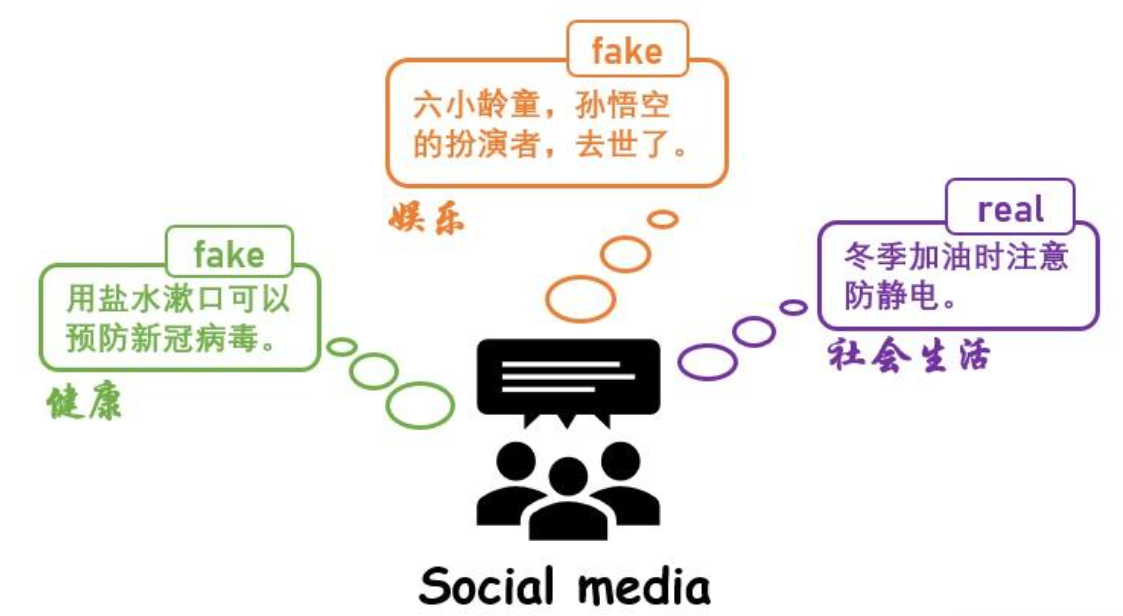 fake
六小龄童，孙悟空
的扮演者，去世了。
娱乐
fake
用盐水漱口可以
预防新冠病毒。
健康
real
冬季加油时注意
防静电。
社会生活
Social media